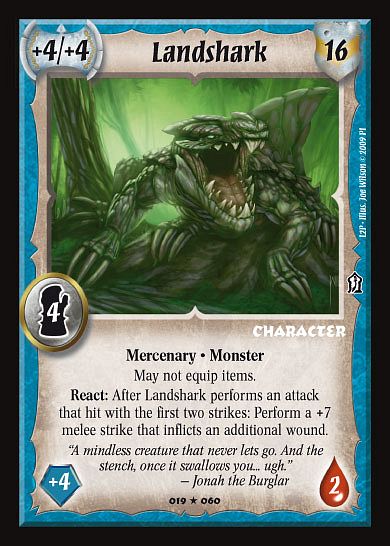 +4/+4
Landshark
16
L2P • Illus. Joe Wilson © 2009 P1
4
CHARACTER
Mercenary • Monster
May not equip items.
React: After Landshark performs an attack
that hit with the first two strikes: Perform a +7
melee strike that inflicts an additional wound.
“A mindless creature that never lets go. And the
stench, once it swallows you... ugh.”
– Jonah the Burglar
+4
2
019 ★ 060